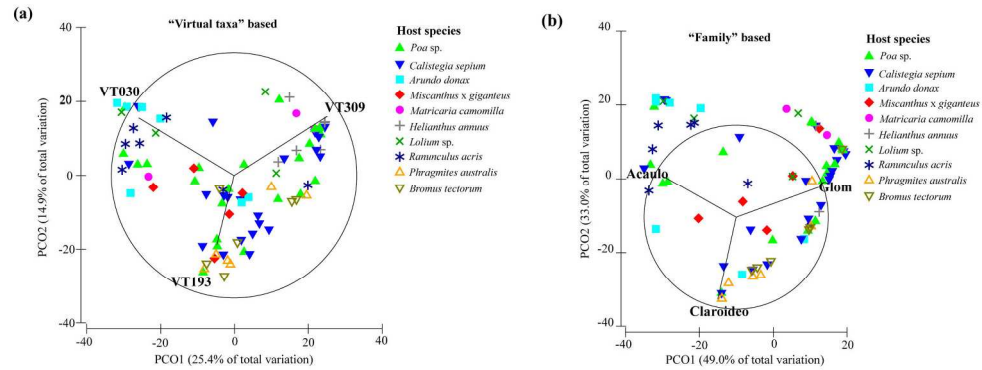 (a)
"Virtual taxa" based
PCO2 (14.9% of total variation)
40
20
0
-20
-40
VT030
VT309
VT193
-40
-20
0
20
40
PCO1 (25.4% of total variation)
Host species
Poa sp.
Calistegia sepium
Arundo donax
Miscanthus x giganteus
Matricaria camomilla
Helianthus annuus
Lolium sp.
Ranunculus acris
Phragmites australis
Bromus tectorum
(b)
"Family" based
PCO2 (33.0% of total variation)
40
20
0
-20
-40
Acaulo
Glom
Claroideo
-40
-20
0
20
PCO1 (49.0% of total variation)
Host species
Poa sp.
Calistegia sepium
Arundo donax
Miscanthus x giganteus
Matricaria camomilla
Helianthus annuus
Lolium sp.
Ranunculus acris
Phragmites australis
Bromus tectorum